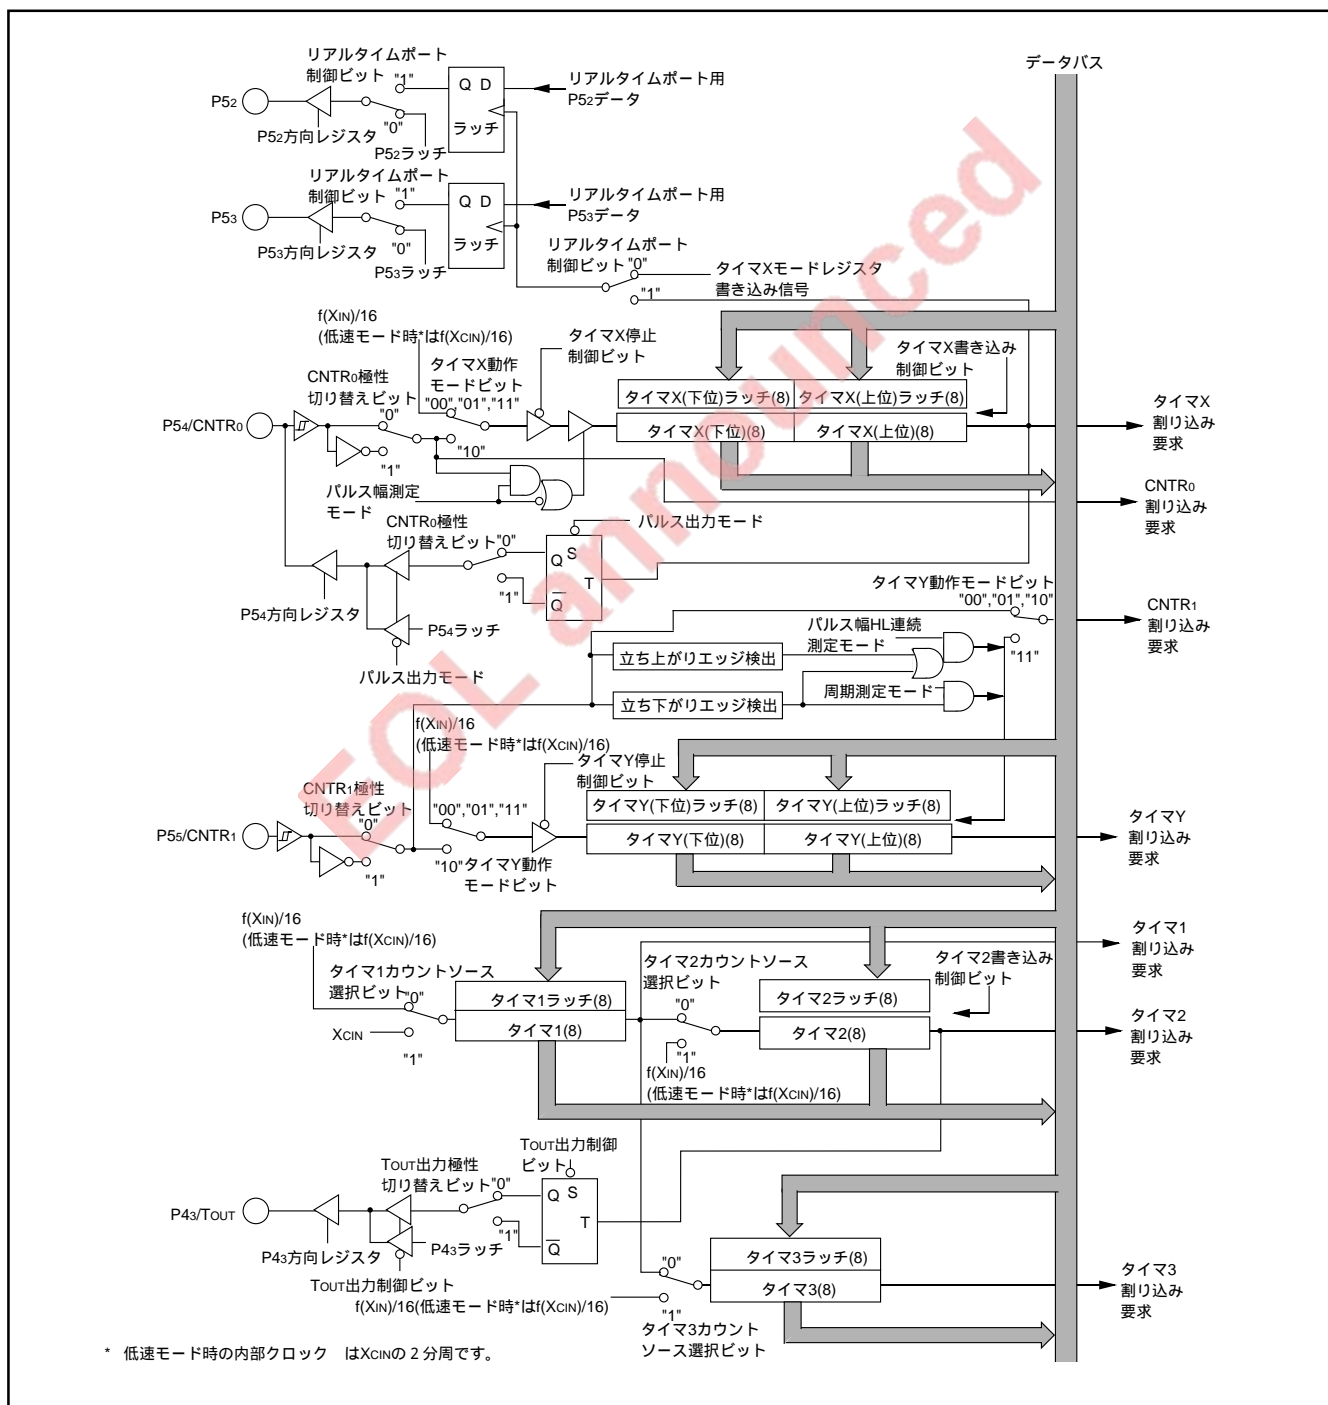 データバス
リアルタイムポート
制御ビット "1"
P52
Q D
ラッチ
リアルタイムポート用
P52データ
"0"
P52方向レジスタ
P52ラッチ
リアルタイムポート
制御ビット "1"
P53
Q D
ラッチ
リアルタイムポート用
P53データ
"0"
P53方向レジスタ
P53ラッチ
リアルタイムポート
制御ビット "0"
"1"
タイマXモードレジスタ
書き込み信号
f(XIN)/16
(低速モード時*はf(XCIN)/16)
タイマX停止
制御ビット
タイマX動作
モードビット
"00","01","11"
"10"
CNTR0極性
切り替えビット
"0"
"1"
P54/CNTR0
タイマX書き込み
制御ビット
タイマX(下位)ラッチ(8)
タイマX(上位)ラッチ(8)
タイマX(下位)(8)
タイマX(上位)(8)
タイマX
割り込み
要求
CNTR0
割り込み
要求
パルス幅測定
モード
CNTR0極性
切り替えビット "0"
"1"
Q S
T
Q
パルス出力モード
P54方向レジスタ
P54ラッチ
パルス出力モード
タイマY動作モードビット
"00","01","10"
"11"
CNTR1
割り込み
要求
パルス幅HL連続
測定モード
立ち上がりエッジ検出
周期測定モード
立ち下がりエッジ検出
f(XIN)/16
(低速モード時*はf(XCIN)/16)
タイマY停止
制御ビット
CNTR1極性
切り替えビット
"0"
"1"
P55/CNTR1
"00","01","11"
"10"
タイマY動作
モードビット
タイマY(下位)ラッチ(8)
タイマY(上位)ラッチ(8)
タイマY(下位)(8)
タイマY(上位)(8)
タイマY
割り込み
要求
f(XIN)/16
(低速モード時*はf(XCIN)/16)
タイマ1カウントソース
選択ビット
"0"
XCIN
"1"
タイマ1ラッチ(8)
タイマ1(8)
タイマ2カウントソース
選択ビット
"0"
"1"
f(XIN)/16
(低速モード時*はf(XCIN)/16)
タイマ2書き込み
制御ビット
タイマ2ラッチ(8)
タイマ2(8)
タイマ1
割り込み
要求
タイマ2
割り込み
要求
TOUT出力制御
ビット
TOUT出力極性
切り替えビット "0"
"1"
Q S
T
Q
P43/TOUT
P43方向レジスタ
P43ラッチ
TOUT出力制御ビット
f(XIN)/16(低速モード時*はf(XCIN)/16)
"0"
"1"
タイマ3カウント
ソース選択ビット
タイマ3ラッチ(8)
タイマ3(8)
タイマ3
割り込み
要求
* 低速モード時の内部クロック はXCINの2分周です。
EOL announced